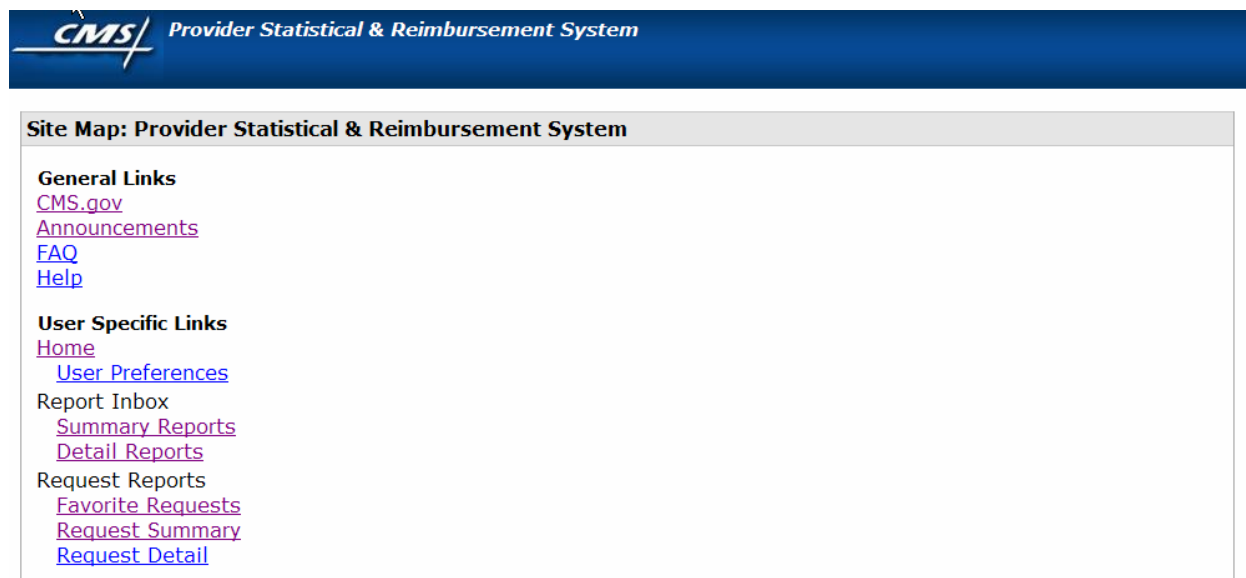 CMS Provider Statistical & Reimbursement System
Site Map: Provider Statistical & Reimbursement System
General Links
CMS.gov
Announcements
FAQ
Help
User Specific Links
Home
User Preferences
Report Inbox
Summary Reports
Detail Reports
Request Reports
Favorite Requests
Request Summary
Request Detail